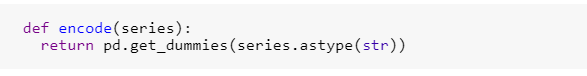 def encode(series):
  return pd.get_dummies(series.astype(str))